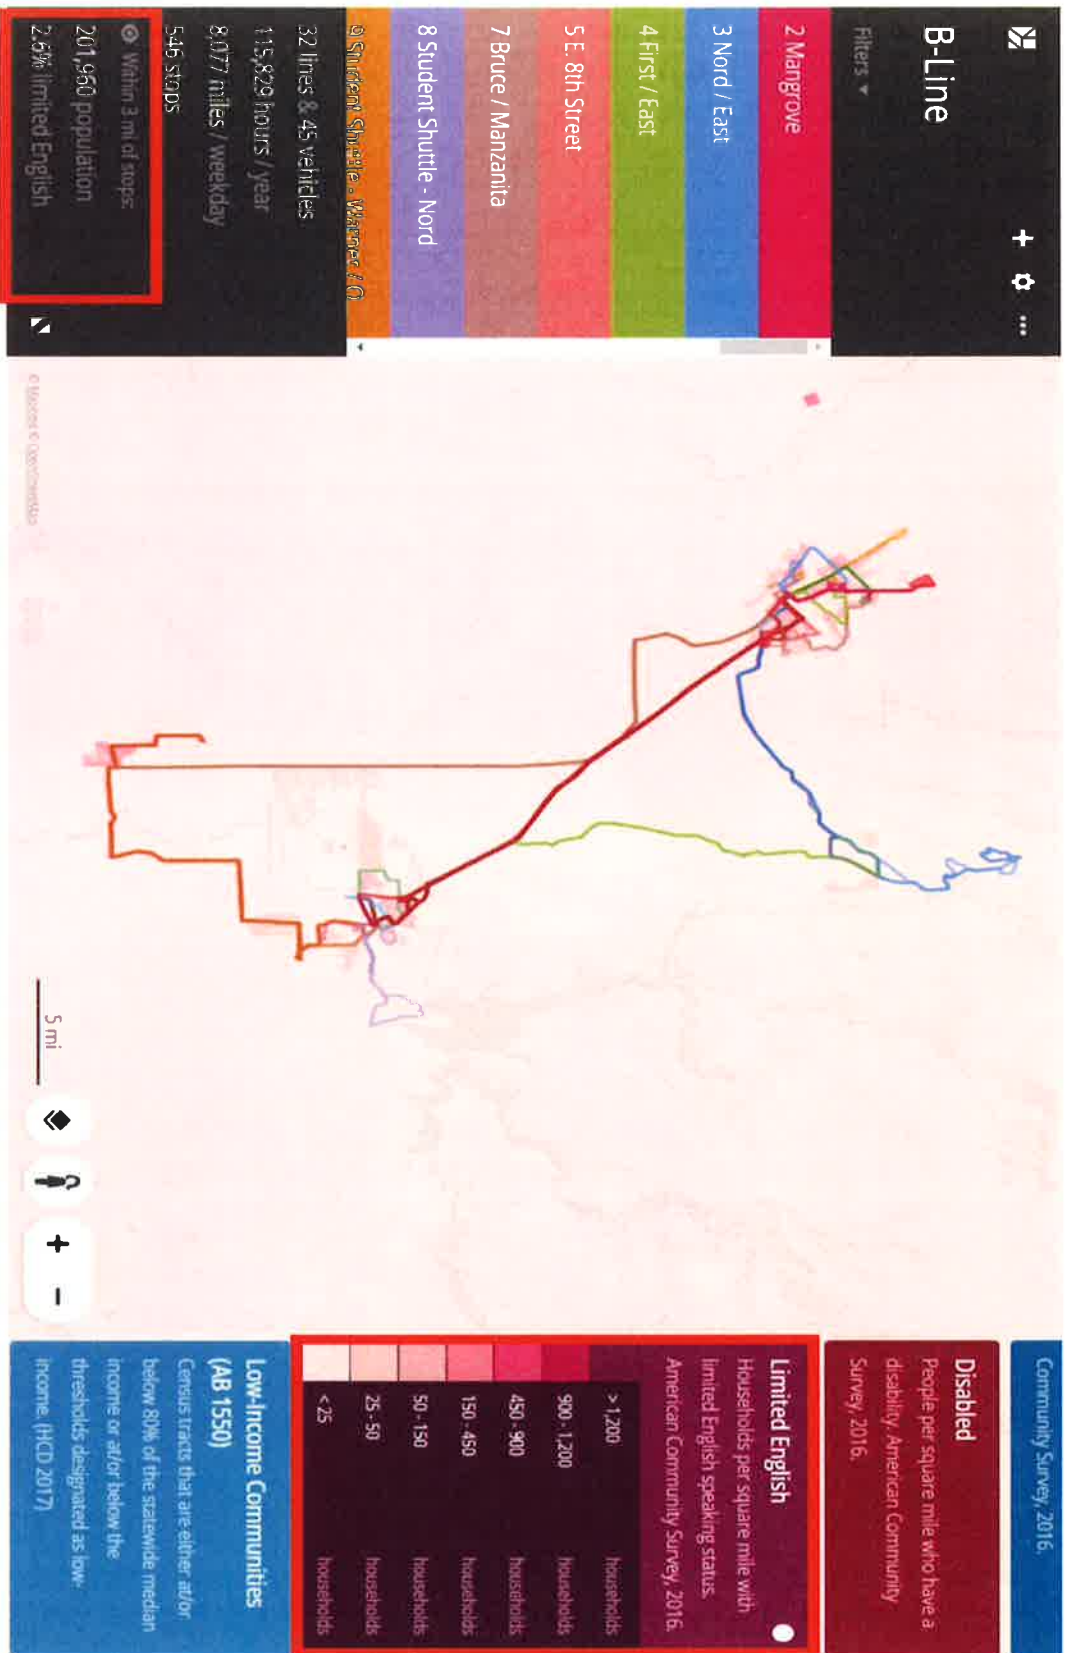 B-Line
Filters
2 Mangrove
3 Nord / East
4 First / East
5 E. 8th Street
7 Bruce / Manzanita
8 Student Shuttle - Nord
9 Student Shuttle - Warner / O
32 lines & 45 vehicles
115,829 hours / year
8,077 miles / weekday
546 stops
Within 3 mi of stops:
201,960 population
2.6% limited English
© Mapbox © OpenStreetMap
5 mi
Community Survey, 2016.
Disabled
People per square mile who have a
disability. American Community
Survey, 2016.
Limited English
Households per square mile with
limited English speaking status.
American Community Survey, 2016.
> 1,200 households
900 - 1,200 households
450 - 900 households
150 - 450 households
50 - 150 households
25 - 50 households
< 25 households
Low-Income Communities
(AB 1550)
Census tracts that are either at/or
below 80% of the statewide median
income or at/or below the
thresholds designated as low-
income. (HCD 2017)